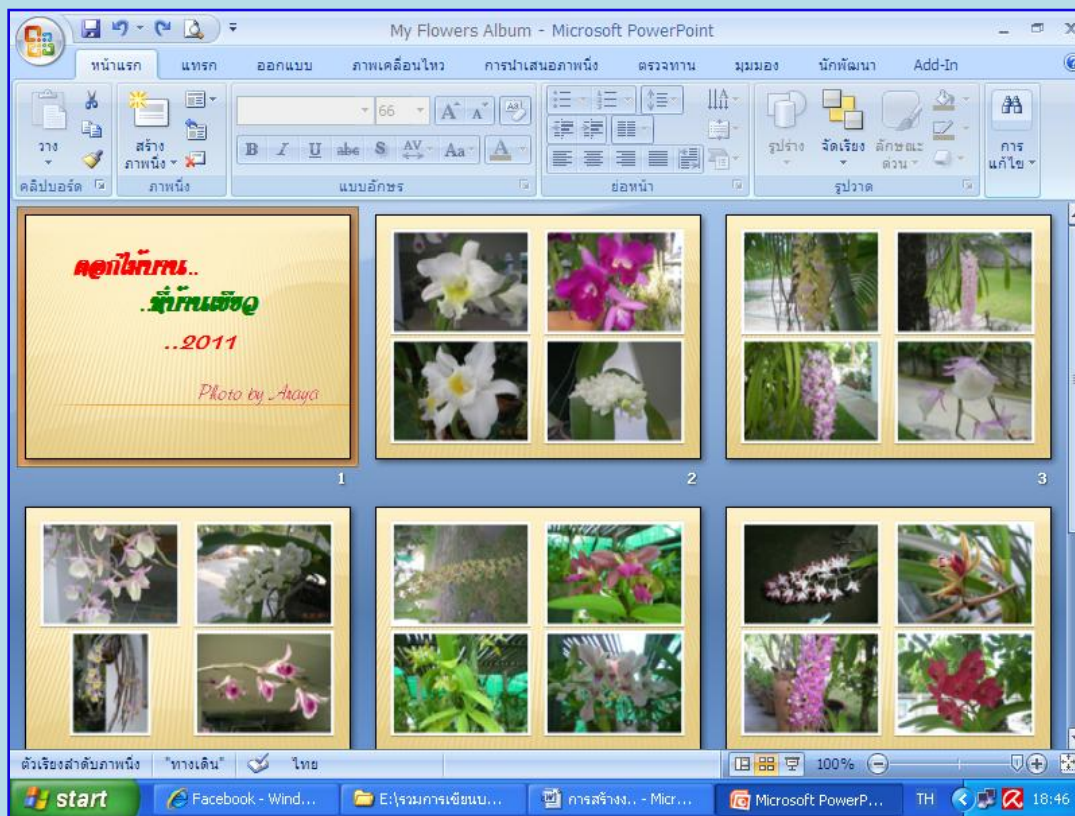 My Flowers Album - Microsoft PowerPoint
หน้าแรก แทรก ออกแบบ ภาพเคลื่อนไหว การนำเสนอภาพนิ่ง ตรวจทาน มุมมอง นักพัฒนา Add-In
66
วาง
สร้าง
ภาพนิ่ง
B I U abc S AV Aa A
รูปร่าง
จัดเรียง
ลักษณะ
ด่วน
การ
แก้ไข
คลิปบอร์ด ภาพนิ่ง แบบอักษร ย่อหน้า รูปวาด
ดอกไม้บาน..
..ที่บ้านเขียว
..2011
Photo by Araya
1
2
3
ตัวเรียงลำดับภาพนิ่ง "ทางเดิน" ไทย 100%
start Facebook - Wind... E:\รวมการเขียนบ... การสร้างง.. - Micr... Microsoft PowerP... TH 18:46